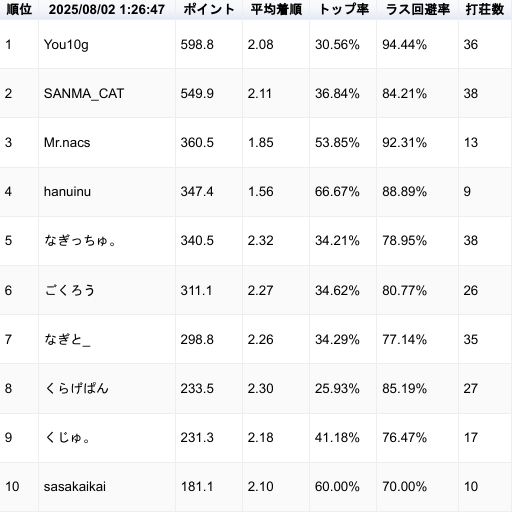 順位 2025/08/02 1:26:47 ポイント 平均着順 トップ率 ラス回避率 打荘数
1 You10g 598.8 2.08 30.56% 94.44% 36
2 SANMA_CAT 549.9 2.11 36.84% 84.21% 38
3 Mr.nacs 360.5 1.85 53.85% 92.31% 13
4 hanuinu 347.4 1.56 66.67% 88.89% 9
5 なぎっちゅ。 340.5 2.32 34.21% 78.95% 38
6 ごくろう 311.1 2.27 34.62% 80.77% 26
7 なぎと_ 298.8 2.26 34.29% 77.14% 35
8 くらげぱん 233.5 2.30 25.93% 85.19% 27
9 くじゅ。 231.3 2.18 41.18% 76.47% 17
10 sasakaikai 181.1 2.10 60.00% 70.00% 10